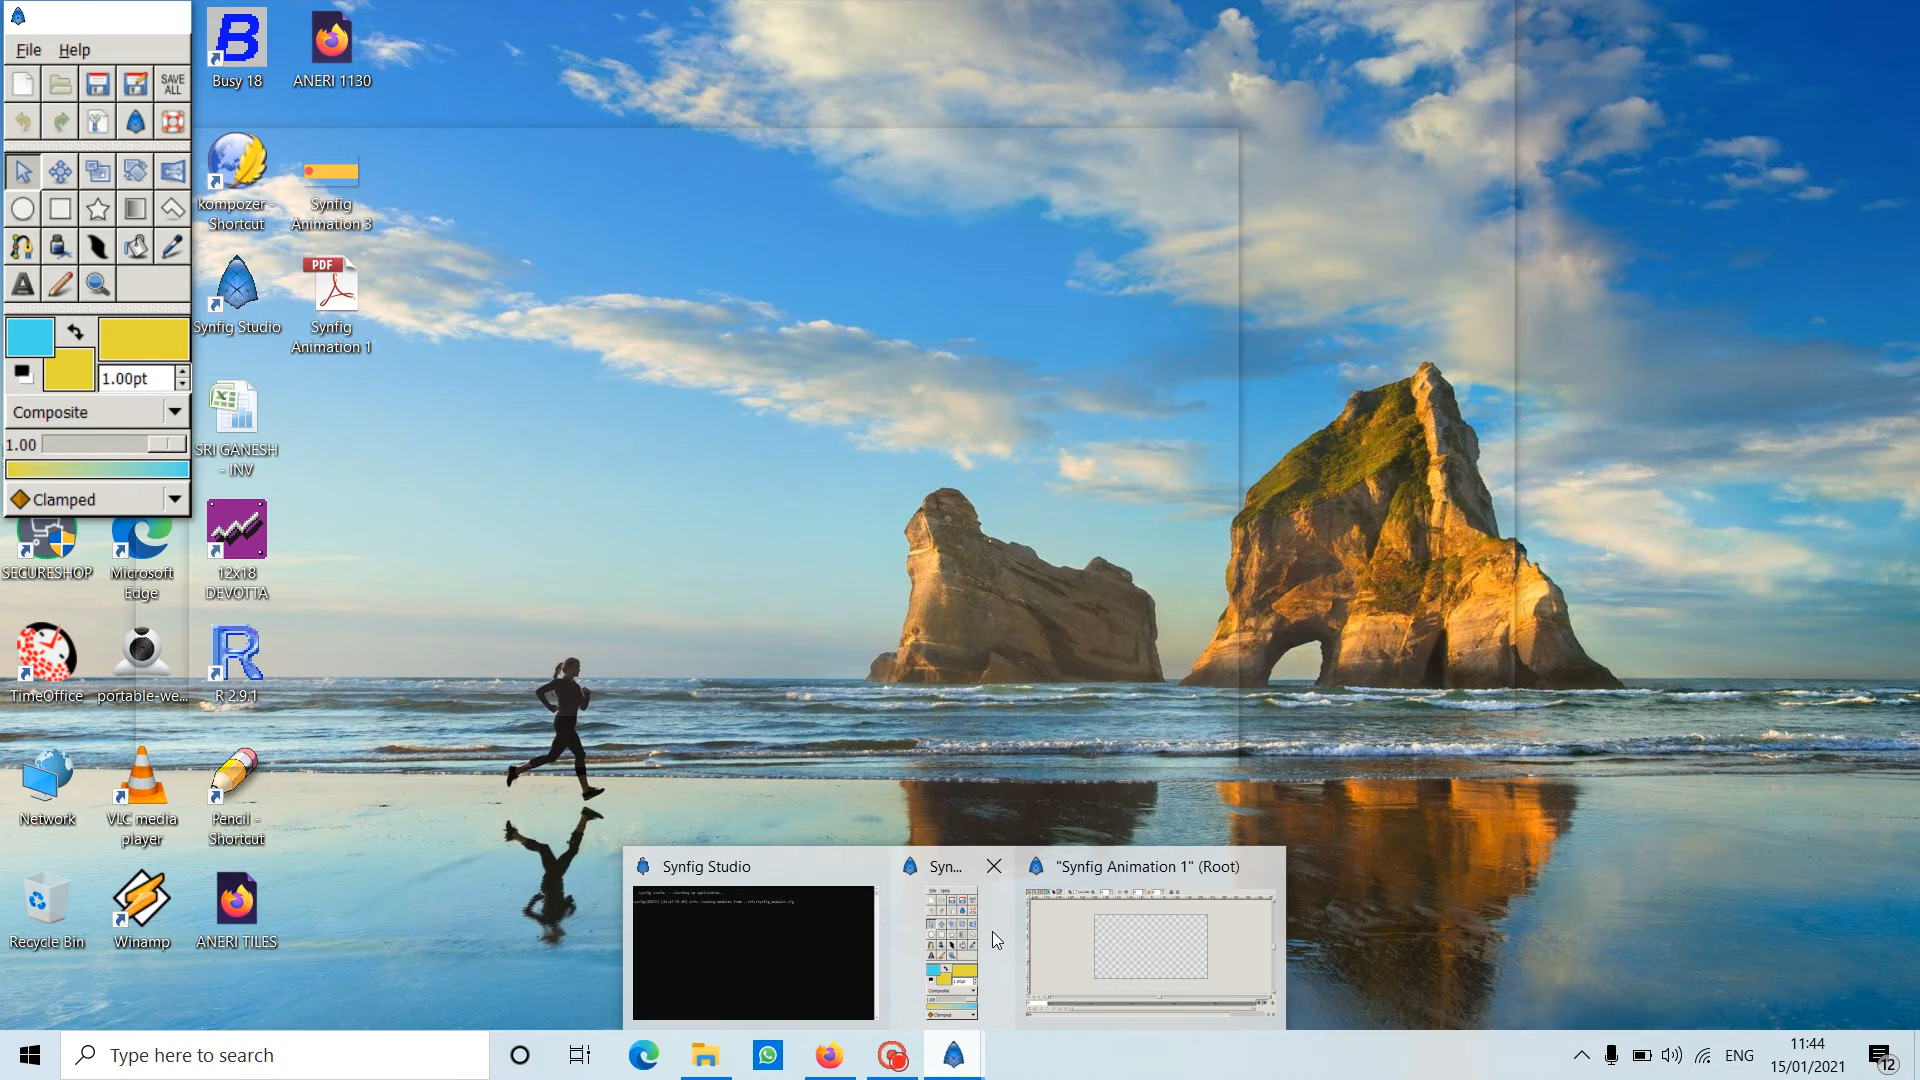 File Help
SAVE
ALL
1.00pt
Composite
1.00
Clamped
Busy 18
ANERI 1130
kompozer -
Shortcut
Synfig
Animation 3
Synfig Studio
PDF
Synfig
Animation 1
SRI GANESH
- INV
SECURESHOP
Microsoft
Edge
12x18
DEVOTTA
TimeOffice
portable-we...
R 2.9.1
Network
VLC media
player
Pencil -
Shortcut
Recycle Bin
Winamp
ANERI TILES
Synfig Studio
Syn...
"Synfig Animation 1" (Root)
Type here to search
ENG
11:44
15/01/2021
12